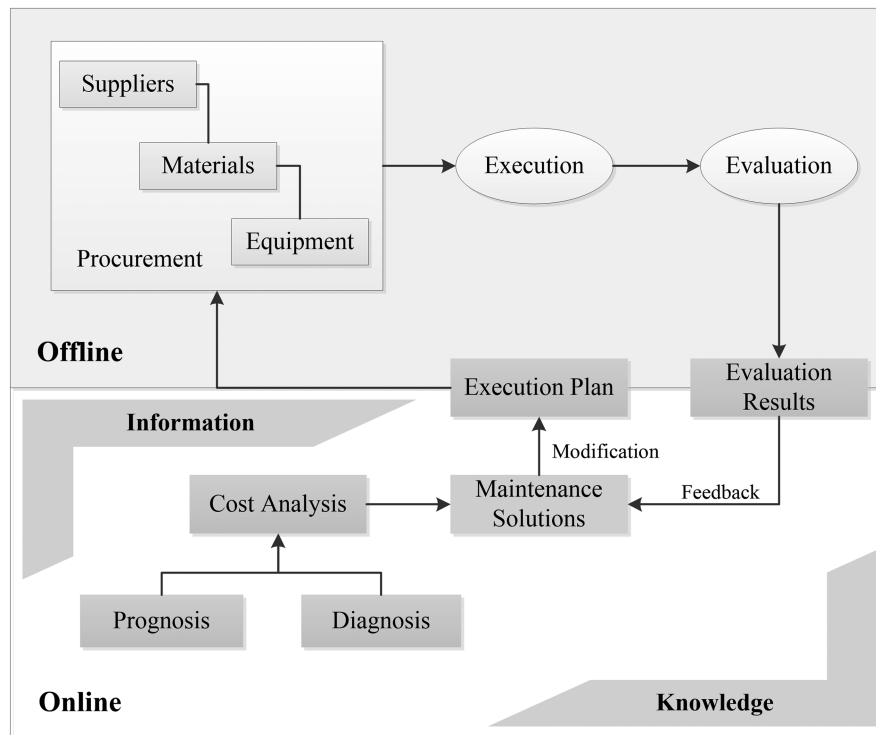 Suppliers
Materials
Equipment
Procurement
Execution
Evaluation
Offline
Execution Plan
Evaluation
Results
Information
Modification
Cost Analysis
Maintenance
Solutions
Feedback
Prognosis
Diagnosis
Online
Knowledge